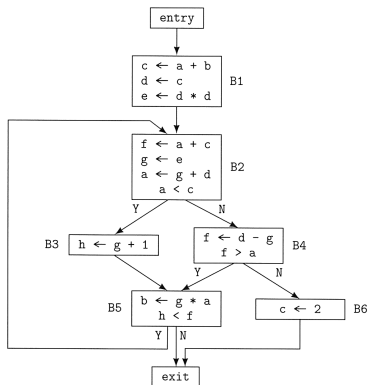 entry
c ← a + b
d ← c
e ← d * d
B1
f ← a + c
g ← e
a ← g + d
a < c
B2
Y N
B3
h ← g + 1
f ← d - g
f > a
B4
Y N
B5
b ← g * a
h < f
c ← 2
B6
Y N
exit